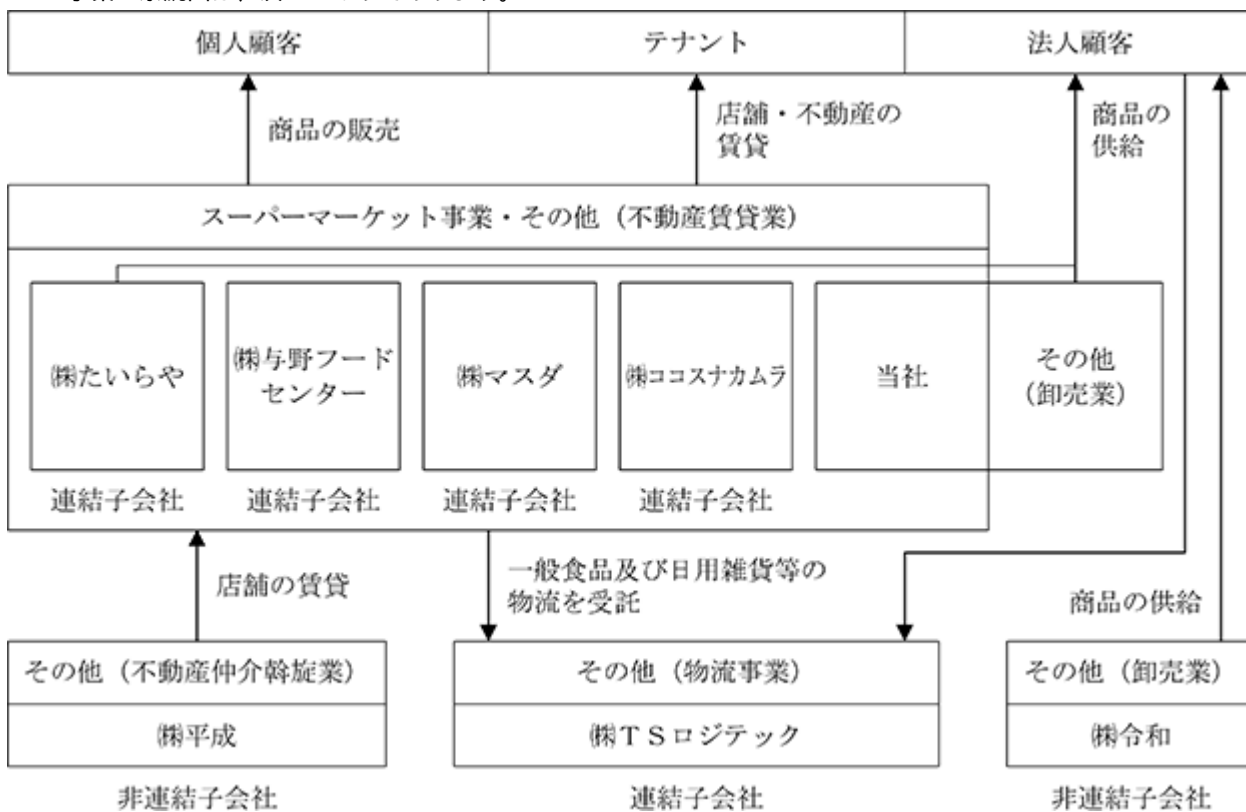 個人顧客
テナント
法人顧客
商品の販売
店舗・不動産の
賃貸
商品の
供給
スーパーマーケット事業・その他（不動産賃貸業）
㈱たいらや
㈱与野フード
センター
㈱マスダ
㈱ココスナカムラ
当社
その他
（卸売業）
連結子会社
連結子会社
連結子会社
連結子会社
店舗の賃貸
一般食品及び日用雑貨等の
物流を受託
商品の供給
その他（不動産仲介斡旋業）
その他（物流事業）
その他（卸売業）
㈱平成
㈱ＴＳロジテック
㈱令和
非連結子会社
連結子会社
非連結子会社